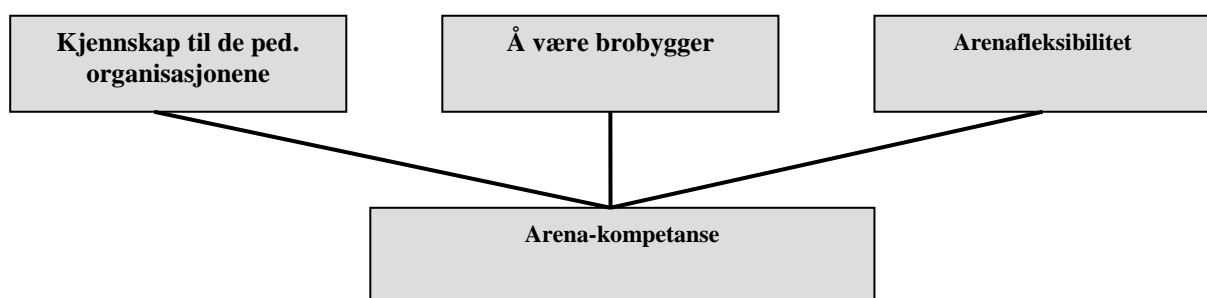 Kjennskap til de ped.
organisasjonene
Å være brobygger
Arenafleksibilitet
Arena-kompetanse